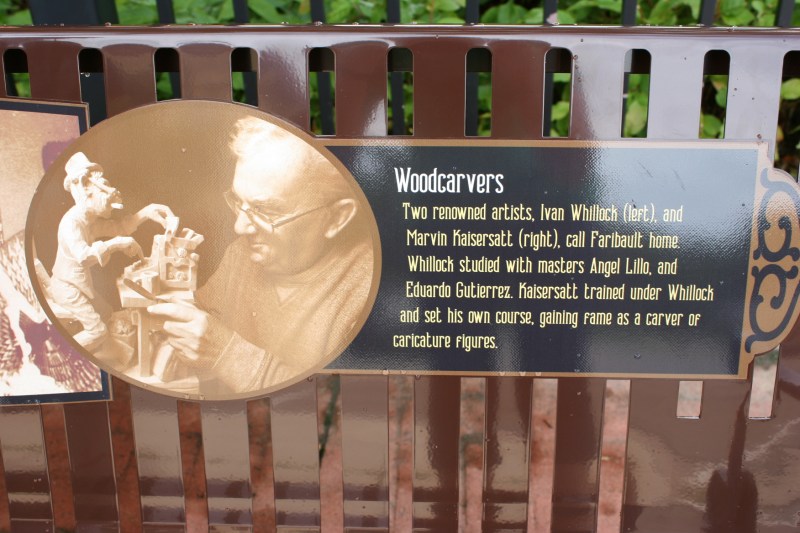 Woodcarvers
Two renowned artists, Ivan Whillock (left), and
Marvin Kaisersatt (right), call Faribault home.
Whillock studied with masters Angel Lillo, and
Eduardo Gutierrez. Kaisersatt trained under Whillock
and set his own course, gaining fame as a carver of
caricature figures.